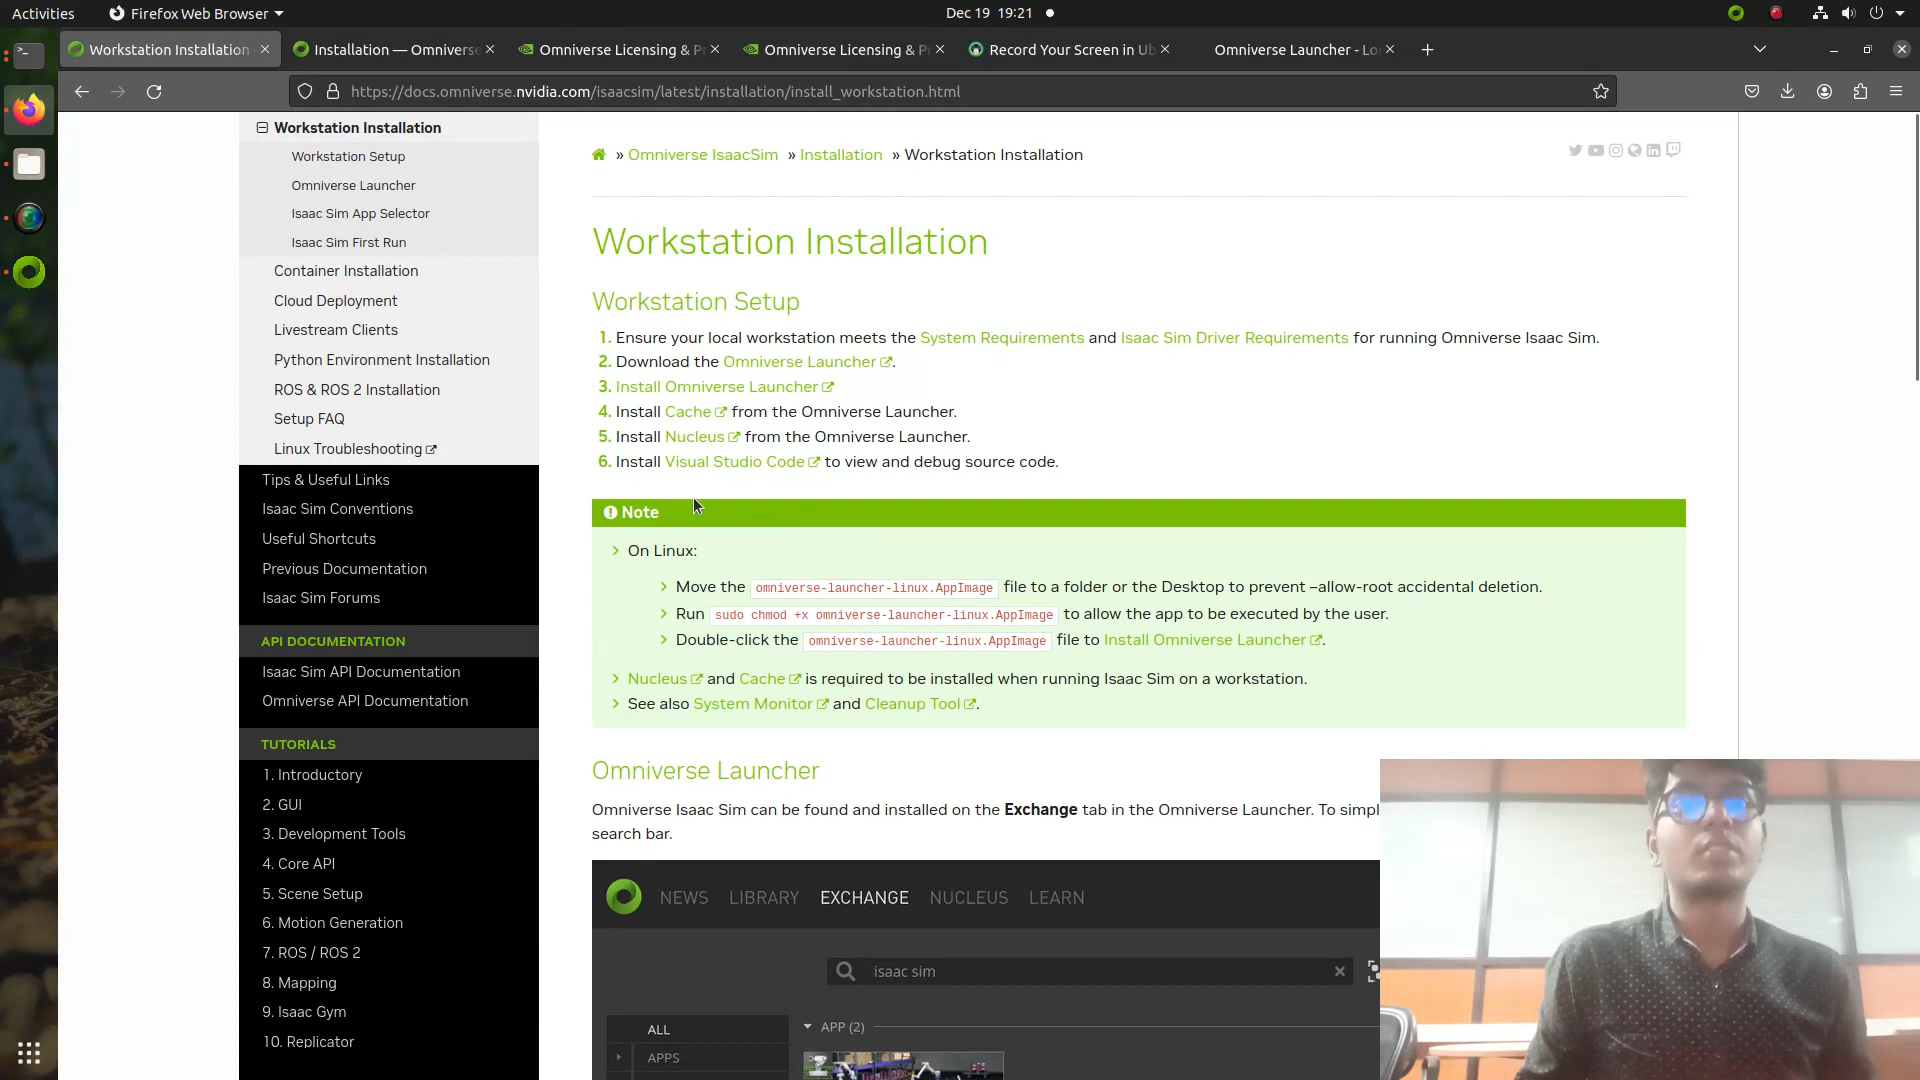 Activities
Firefox Web Browser
Dec 19 19:21
Workstation Installation
Installation — Omniverse
Omniverse Licensing & P
Omniverse Licensing & P
Record Your Screen in Ub
Omniverse Launcher - Lo
https://docs.omniverse.nvidia.com/isaacsim/latest/installation/install_workstation.html
Workstation Installation
Workstation Setup
Omniverse Launcher
Isaac Sim App Selector
Isaac Sim First Run
Container Installation
Cloud Deployment
Livestream Clients
Python Environment Installation
ROS & ROS 2 Installation
Setup FAQ
Linux Troubleshooting
Tips & Useful Links
Isaac Sim Conventions
Useful Shortcuts
Previous Documentation
Isaac Sim Forums
API DOCUMENTATION
Isaac Sim API Documentation
Omniverse API Documentation
TUTORIALS
1. Introductory
2. GUI
3. Development Tools
4. Core API
5. Scene Setup
6. Motion Generation
7. ROS / ROS 2
8. Mapping
9. Isaac Gym
10. Replicator
» Omniverse IsaacSim » Installation » Workstation Installation
Workstation Installation
Workstation Setup
1. Ensure your local workstation meets the System Requirements and Isaac Sim Driver Requirements for running Omniverse Isaac Sim.
2. Download the Omniverse Launcher.
3. Install Omniverse Launcher
4. Install Cache from the Omniverse Launcher.
5. Install Nucleus from the Omniverse Launcher.
6. Install Visual Studio Code to view and debug source code.
Note
On Linux:
Move the omniverse-launcher-linux.AppImage file to a folder or the Desktop to prevent –allow-root accidental deletion.
Run sudo chmod +x omniverse-launcher-linux.AppImage to allow the app to be executed by the user.
Double-click the omniverse-launcher-linux.AppImage file to Install Omniverse Launcher.
Nucleus and Cache is required to be installed when running Isaac Sim on a workstation.
See also System Monitor and Cleanup Tool.
Omniverse Launcher
Omniverse Isaac Sim can be found and installed on the Exchange tab in the Omniverse Launcher. To simpl
search bar.
NEWS LIBRARY EXCHANGE NUCLEUS LEARN
isaac sim
ALL
APP (2)
APPS